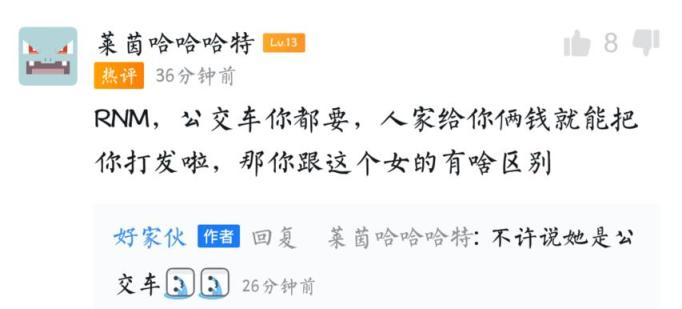 莱茵哈哈哈特 Lv.13 8
热评 36分钟前
RNM，公交车你都要，人家给你俩钱就能把
你打发啦，那你跟这个女的有啥区别
好家伙 作者 回复 莱茵哈哈哈特: 不许说她是公
交车 26分钟前